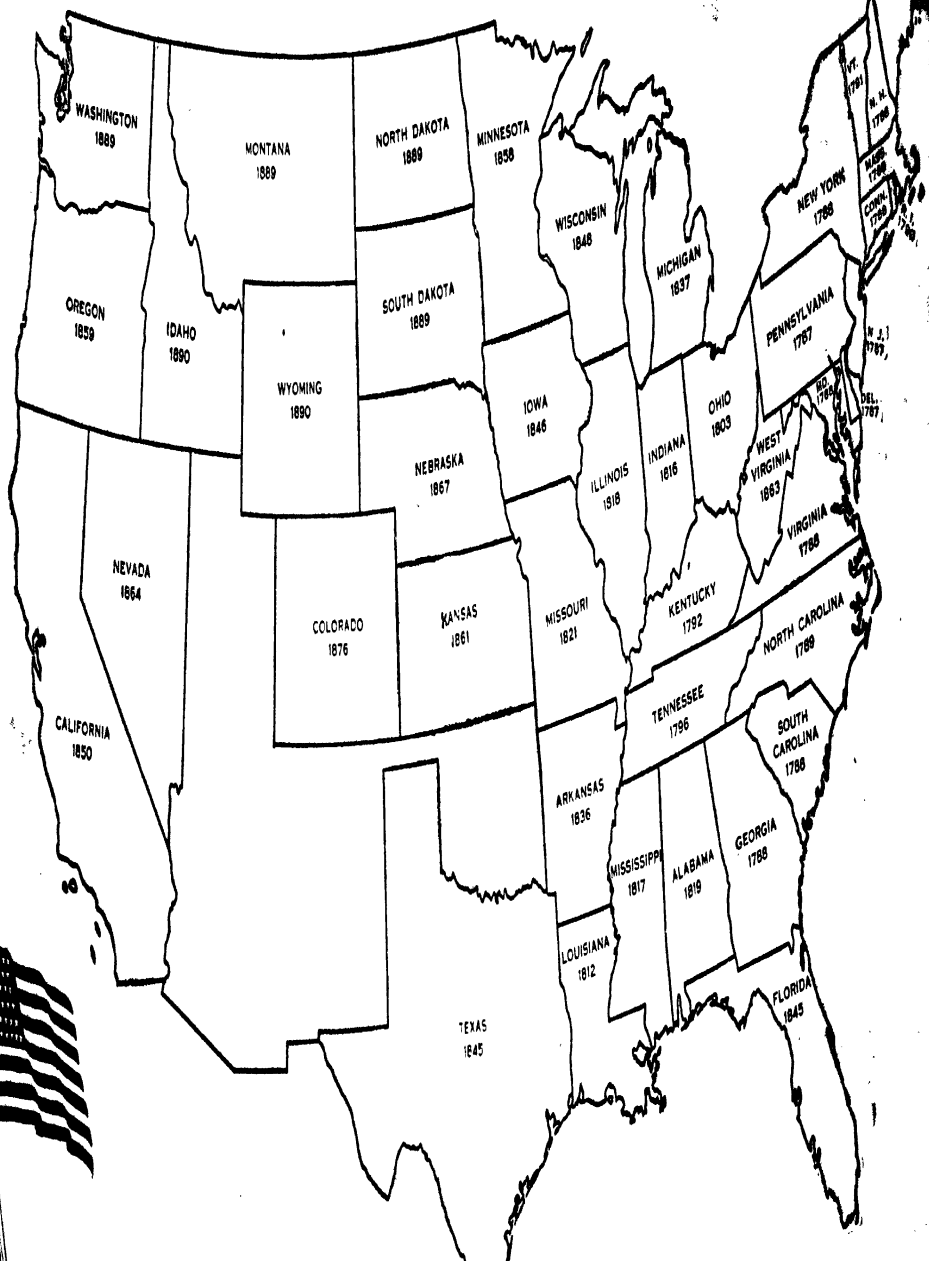 WASHINGTON
1889
MONTANA
1889
NORTH DAKOTA
1889
MINNESOTA
1858
VT.
1791
N. H.
1788
MASS.
1788
CONN.
1788
NEW YORK
1788
WISCONSIN
1848
MICHIGAN
1837
OREGON
1859
IDAHO
1890
SOUTH DAKOTA
1889
WYOMING
1890
PENNSYLVANIA
1787
N J.
1787
MD.
1788
DEL.
1787
IOWA
1846
OHIO
1803
NEBRASKA
1867
ILLINOIS
1818
INDIANA
1816
WEST
VIRGINIA
1863
VIRGINIA
1788
NEVADA
1864
COLORADO
1876
KANSAS
1861
MISSOURI
1821
KENTUCKY
1792
NORTH CAROLINA
1789
CALIFORNIA
1850
TENNESSEE
1796
SOUTH
CAROLINA
1788
ARKANSAS
1836
MISSISSIPPI
1817
ALABAMA
1819
GEORGIA
1788
LOUISIANA
1812
TEXAS
1845
FLORIDA
1845